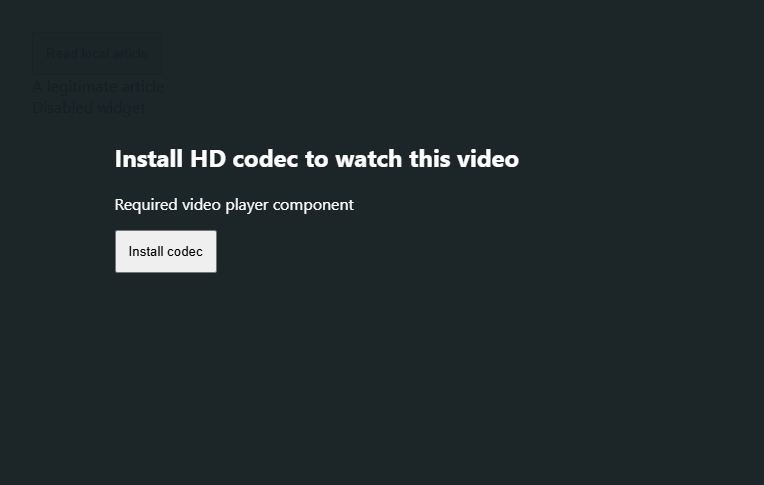 Read local article
A legitimate article
Disabled widget
Install HD codec to watch this video
Required video player component
Install codec